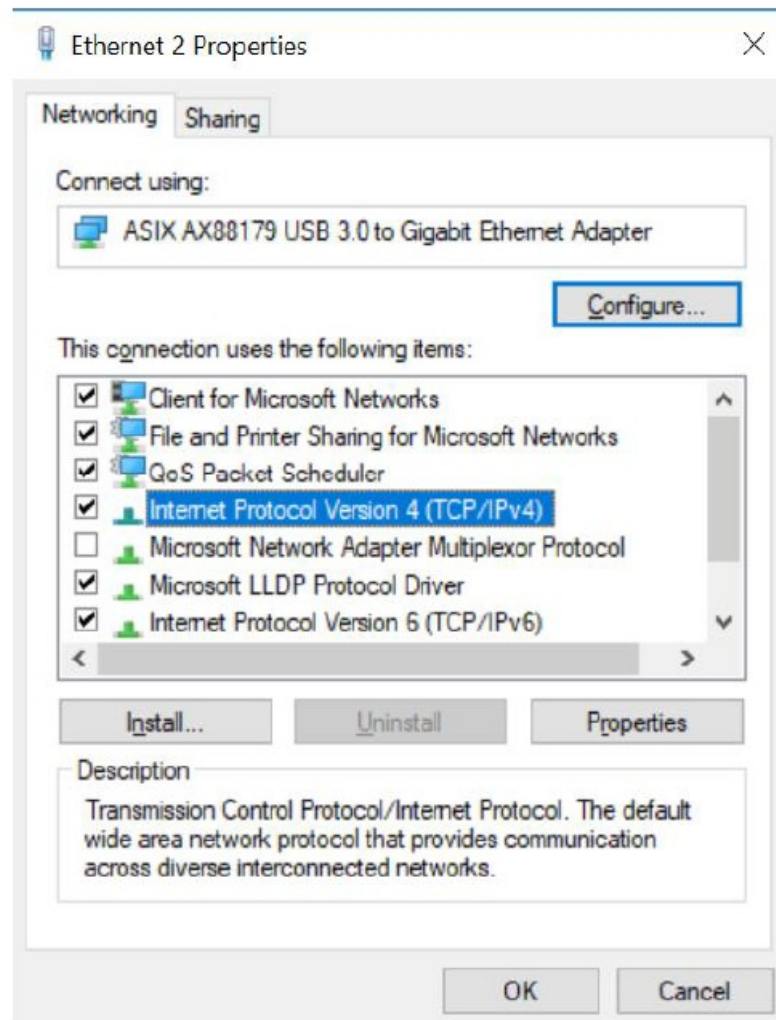 Ethernet 2 Properties
Networking
Sharing
Connect using:
ASIX AX88179 USB 3.0 to Gigabit Ethernet Adapter
Configure...
This connection uses the following items:
Client for Microsoft Networks
File and Printer Sharing for Microsoft Networks
QoS Packet Scheduler
Internet Protocol Version 4 (TCP/IPv4)
Microsoft Network Adapter Multiplexor Protocol
Microsoft LLDP Protocol Driver
Internet Protocol Version 6 (TCP/IPv6)
Install...
Uninstall
Properties
Description
Transmission Control Protocol/Internet Protocol. The default
wide area network protocol that provides communication
across diverse interconnected networks.
OK
Cancel